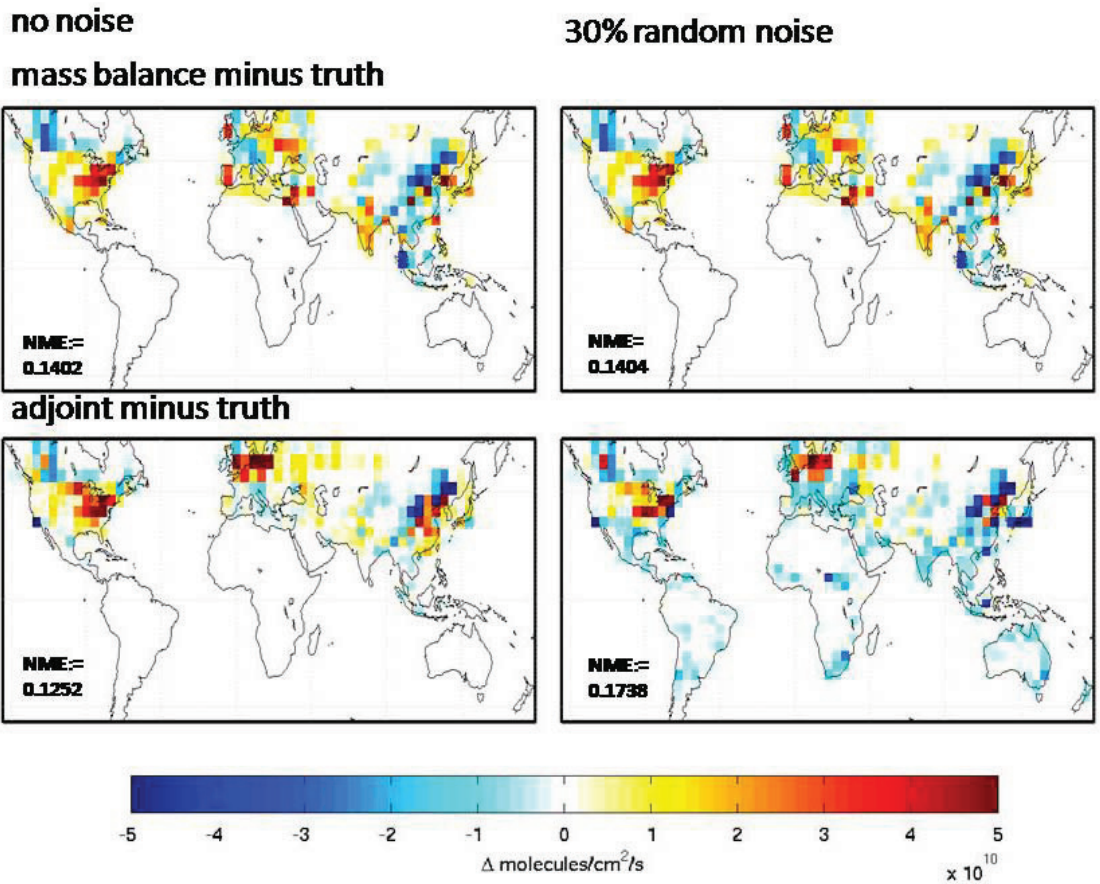 no noise
30% random noise
mass balance minus truth
NME:=
0.1402
NME=
0.1404
adjoint minus truth
NME:=
0.1252
NME:=
0.1738
-5 -4 -3 -2 -1 0 1 2 3 4 5
Δ molecules/cm²/s
x 10¹⁰